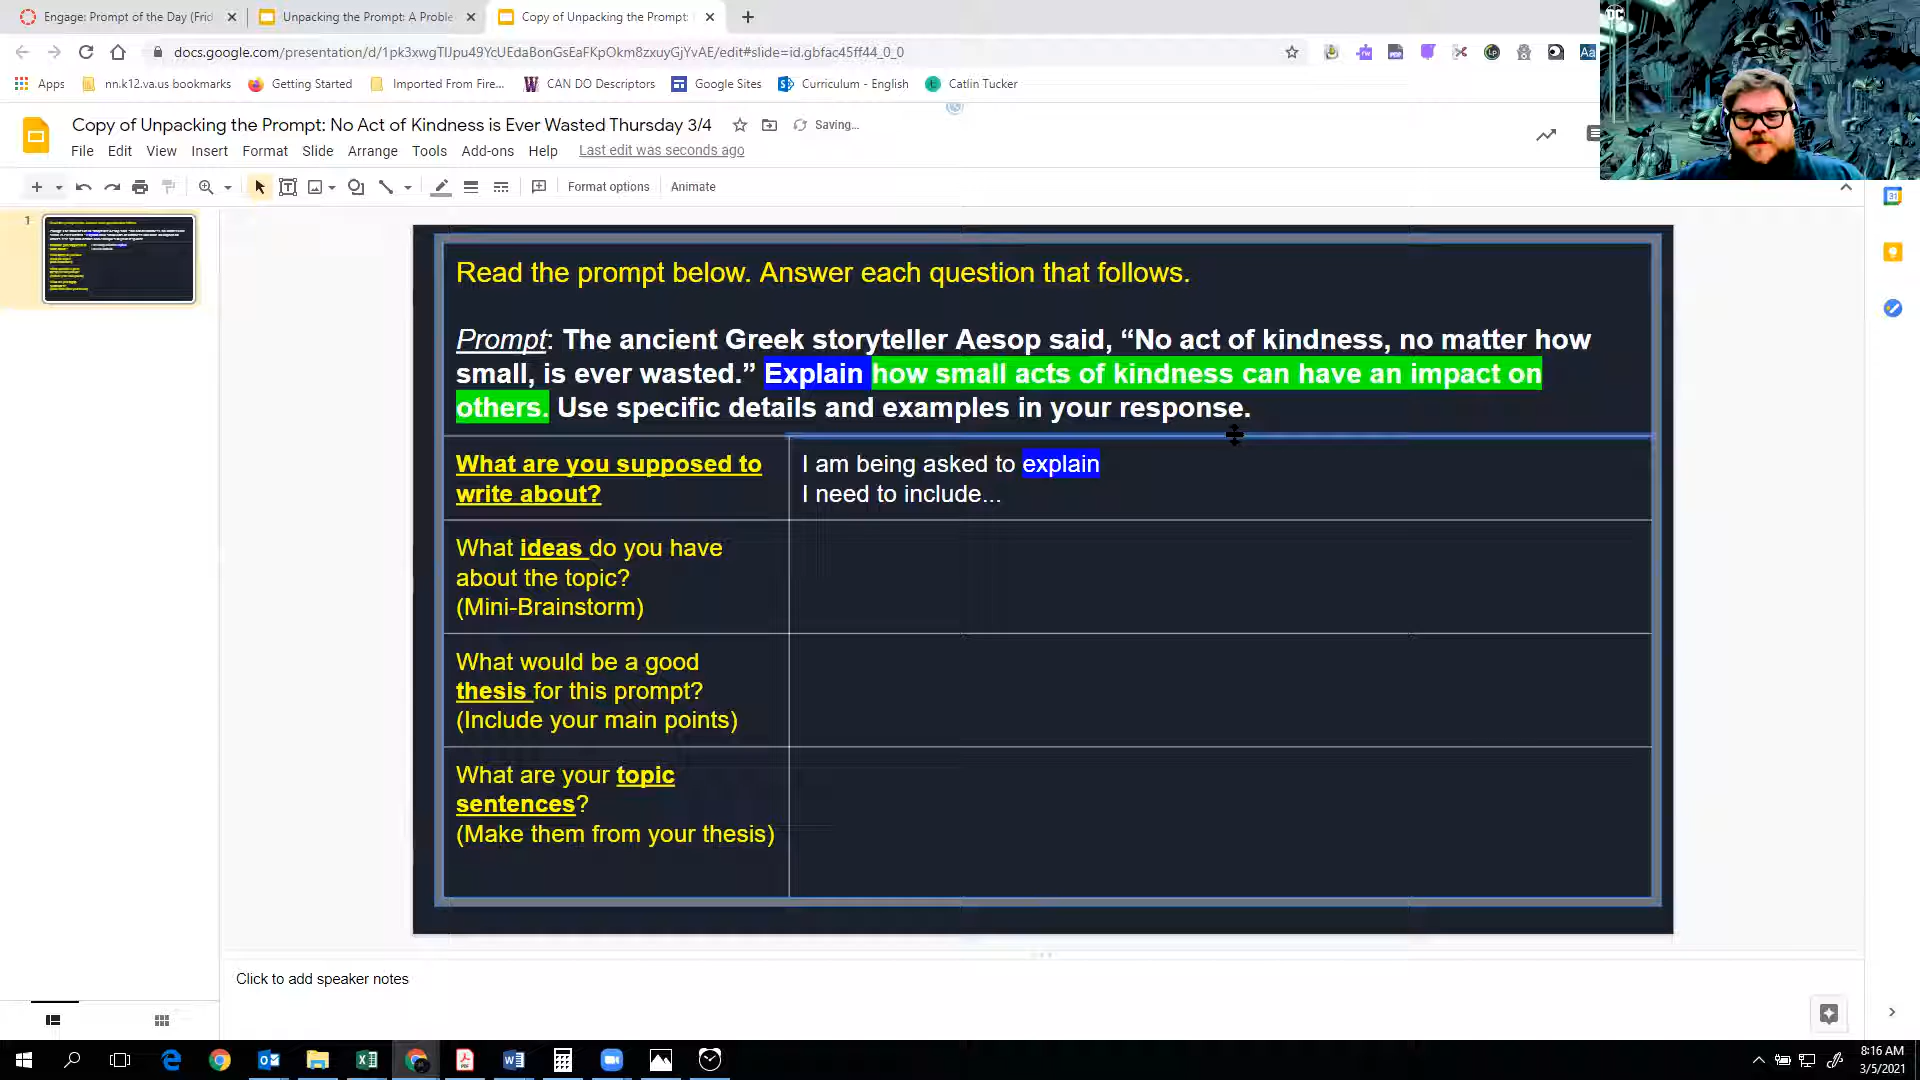 Engage: Prompt of the Day (Frid
Unpacking the Prompt: A Proble
Copy of Unpacking the Prompt:
docs.google.com/presentation/d/1pk3xwgTlJpu49YcUEdaBonGsEaFKpOkm8zxuyGjYvAE/edit#slide=id.gbfac45ff44_0_0
Apps
nn.k12.va.us bookmarks
Getting Started
Imported From Fire...
CAN DO Descriptors
Google Sites
Curriculum - English
Catlin Tucker
DC
Copy of Unpacking the Prompt: No Act of Kindness is Ever Wasted Thursday 3/4
Saving...
File Edit View Insert Format Slide Arrange Tools Add-ons Help Last edit was seconds ago
Format options
Animate
1
Read the prompt below. Answer each question that follows.
Prompt: The ancient Greek storyteller Aesop said, “No act of kindness, no matter how
small, is ever wasted.” Explain how small acts of kindness can have an impact on
others. Use specific details and examples in your response.
What are you supposed to
write about?
I am being asked to explain
I need to include...
What ideas do you have
about the topic?
(Mini-Brainstorm)
What would be a good
thesis for this prompt?
(Include your main points)
What are your topic
sentences?
(Make them from your thesis)
Click to add speaker notes
8:16 AM
3/5/2021